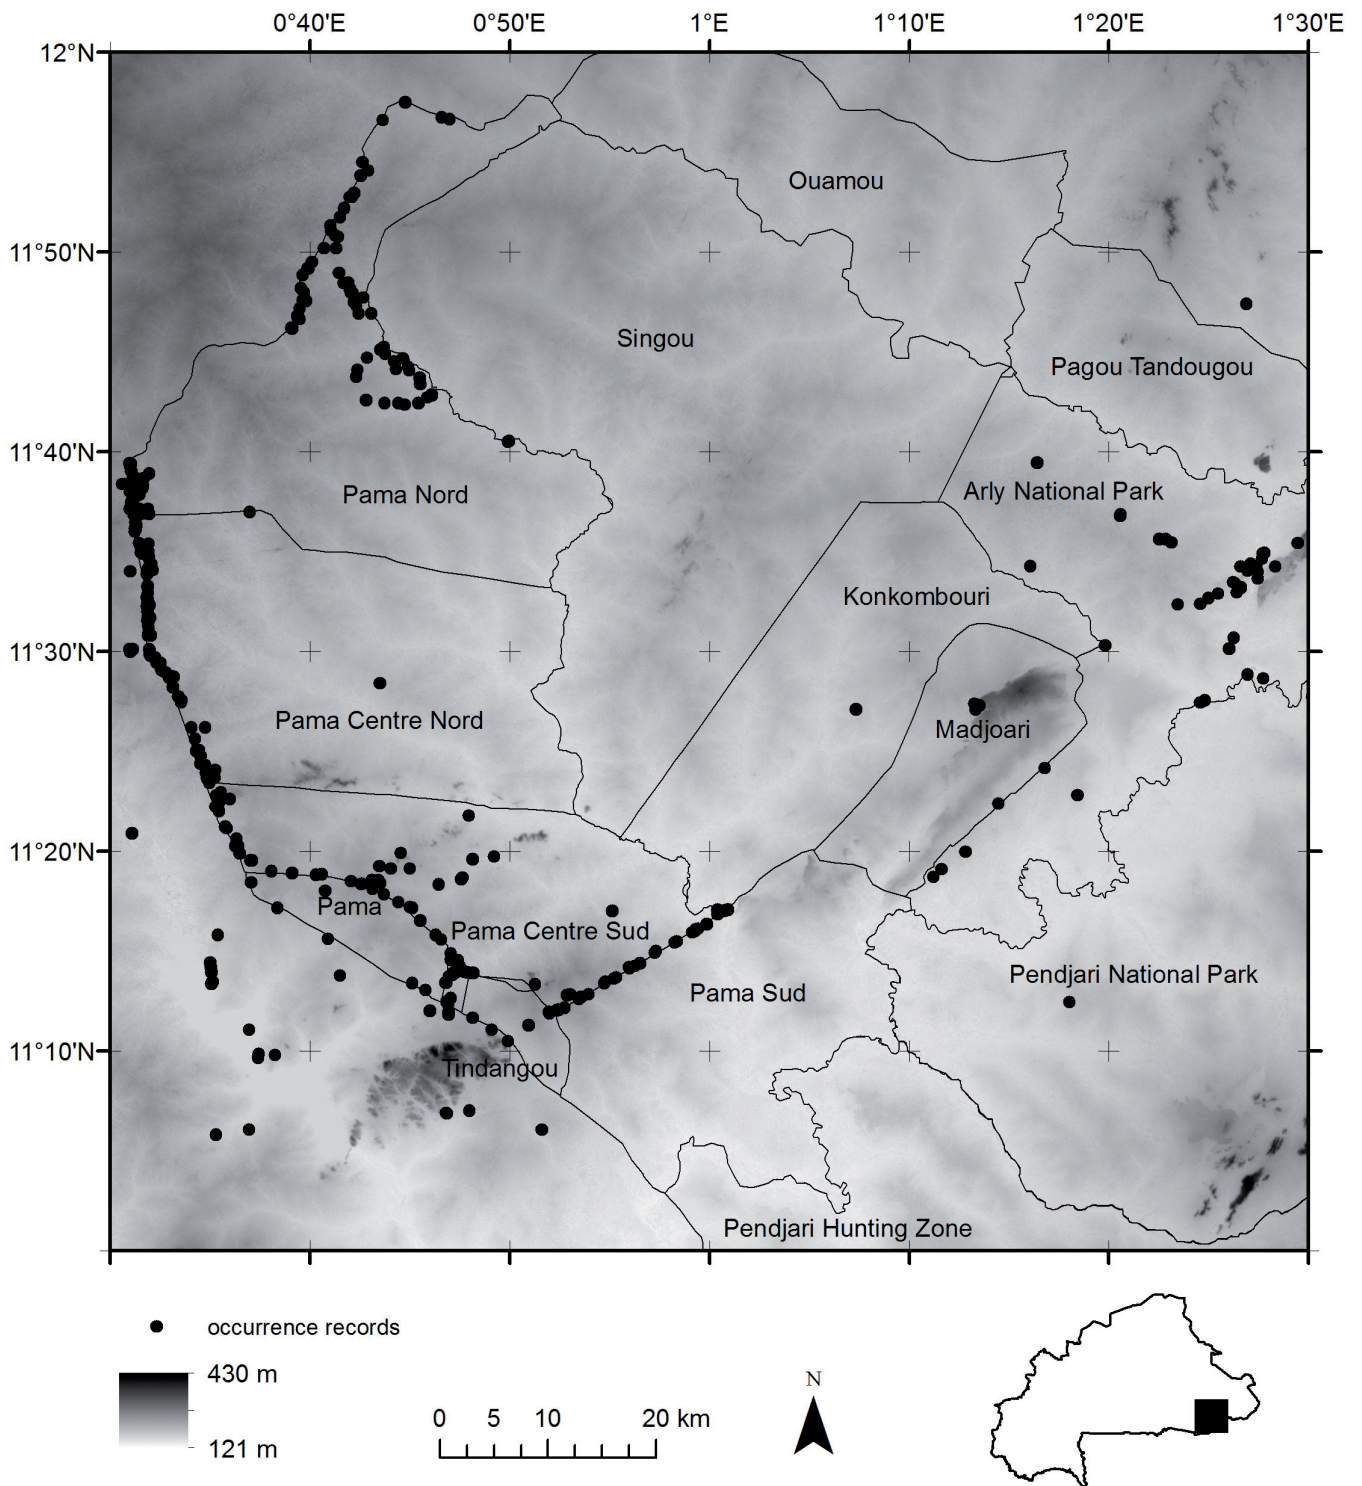 0°40'E 0°50'E 1°E 1°10'E 1°20'E 1°30'E
12°N
Ouamou
11°50'N
Singou
Pagou Tandougou
11°40'N
Pama Nord
Arly National Park
Konkombouri
11°30'N
Pama Centre Nord
Madjoari
11°20'N
Pama
Pama Centre Sud
Pendjari National Park
Pama Sud
11°10'N
Tindangou
Pendjari Hunting Zone
occurrence records
430 m
121 m
0 5 10 20 km
N